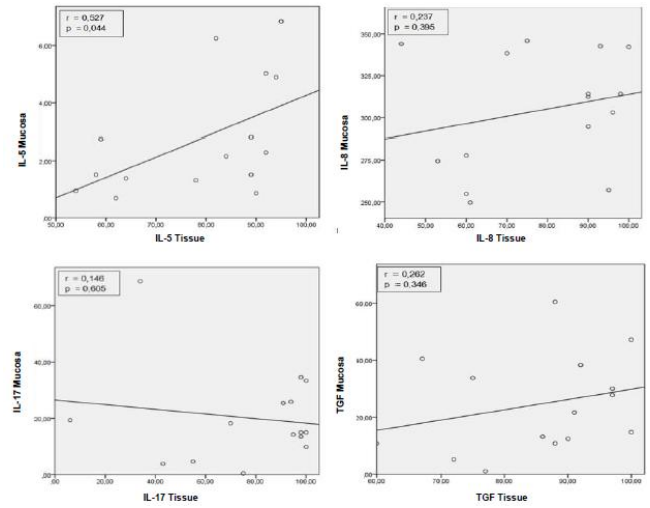 r = 0,527
p = 0,044
6,00
4,00
2,00
,00
50,00 60,00 70,00 80,00 90,00 100,00
IL-5 Mucosa
IL-5 Tissue
r = 0,237
p = 0,395
350,00
325,00
300,00
275,00
250,00
40,00 50,00 60,00 70,00 80,00 90,00 100,00
IL-8 Mucosa
IL-8 Tissue
r = 0,146
p = 0,605
60,00
40,00
20,00
,00
,00 20,00 40,00 60,00 80,00 100,00
IL-17 Mucosa
IL-17 Tissue
r = 0,262
p = 0,346
60,00
40,00
20,00
,00
60,00 70,00 80,00 90,00 100,00
TGF Mucosa
TGF Tissue